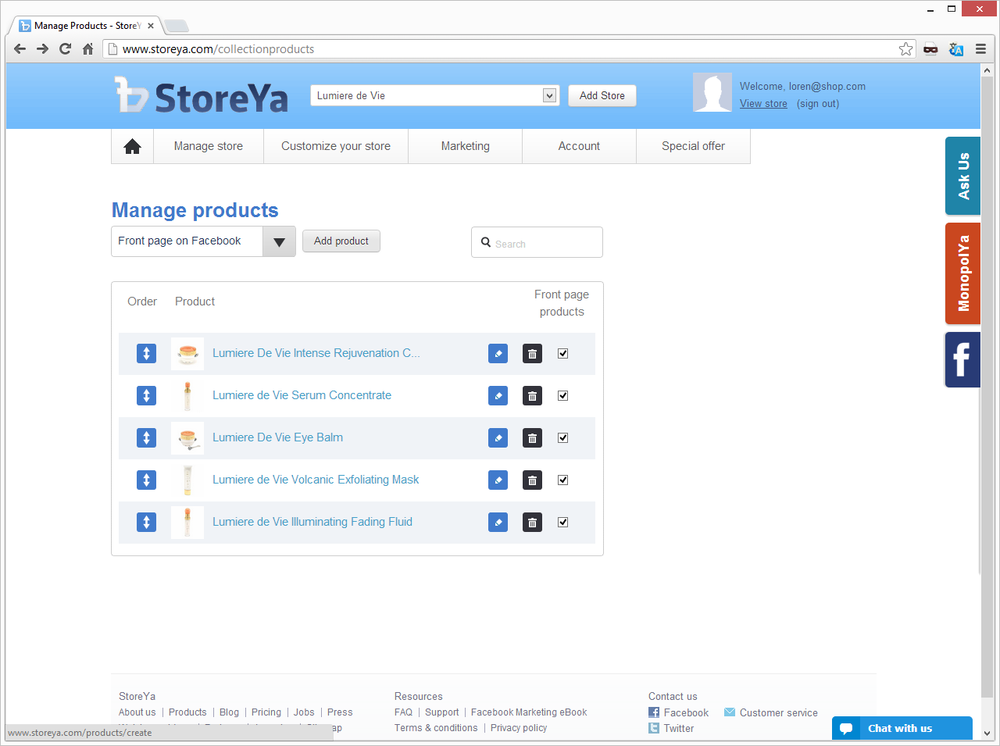 Manage Products - StoreY
www.storeya.com/collectionproducts
StoreYa
Lumiere de Vie
Add Store
Welcome, loren@shop.com
View store (sign out)
Manage store
Customize your store
Marketing
Account
Special offer
Ask Us
MonopolYa
Manage products
Front page on Facebook
Add product
Search
Order
Product
Front page
products
Lumiere De Vie Intense Rejuvenation C...
Lumiere de Vie Serum Concentrate
Lumiere De Vie Eye Balm
Lumiere de Vie Volcanic Exfoliating Mask
Lumiere de Vie Illuminating Fading Fluid
StoreYa
About us | Products | Blog | Pricing | Jobs | Press
Resources
FAQ | Support | Facebook Marketing eBook
Terms & conditions | Privacy policy
Contact us
Facebook
Customer service
Twitter
www.storeya.com/products/create
Chat with us